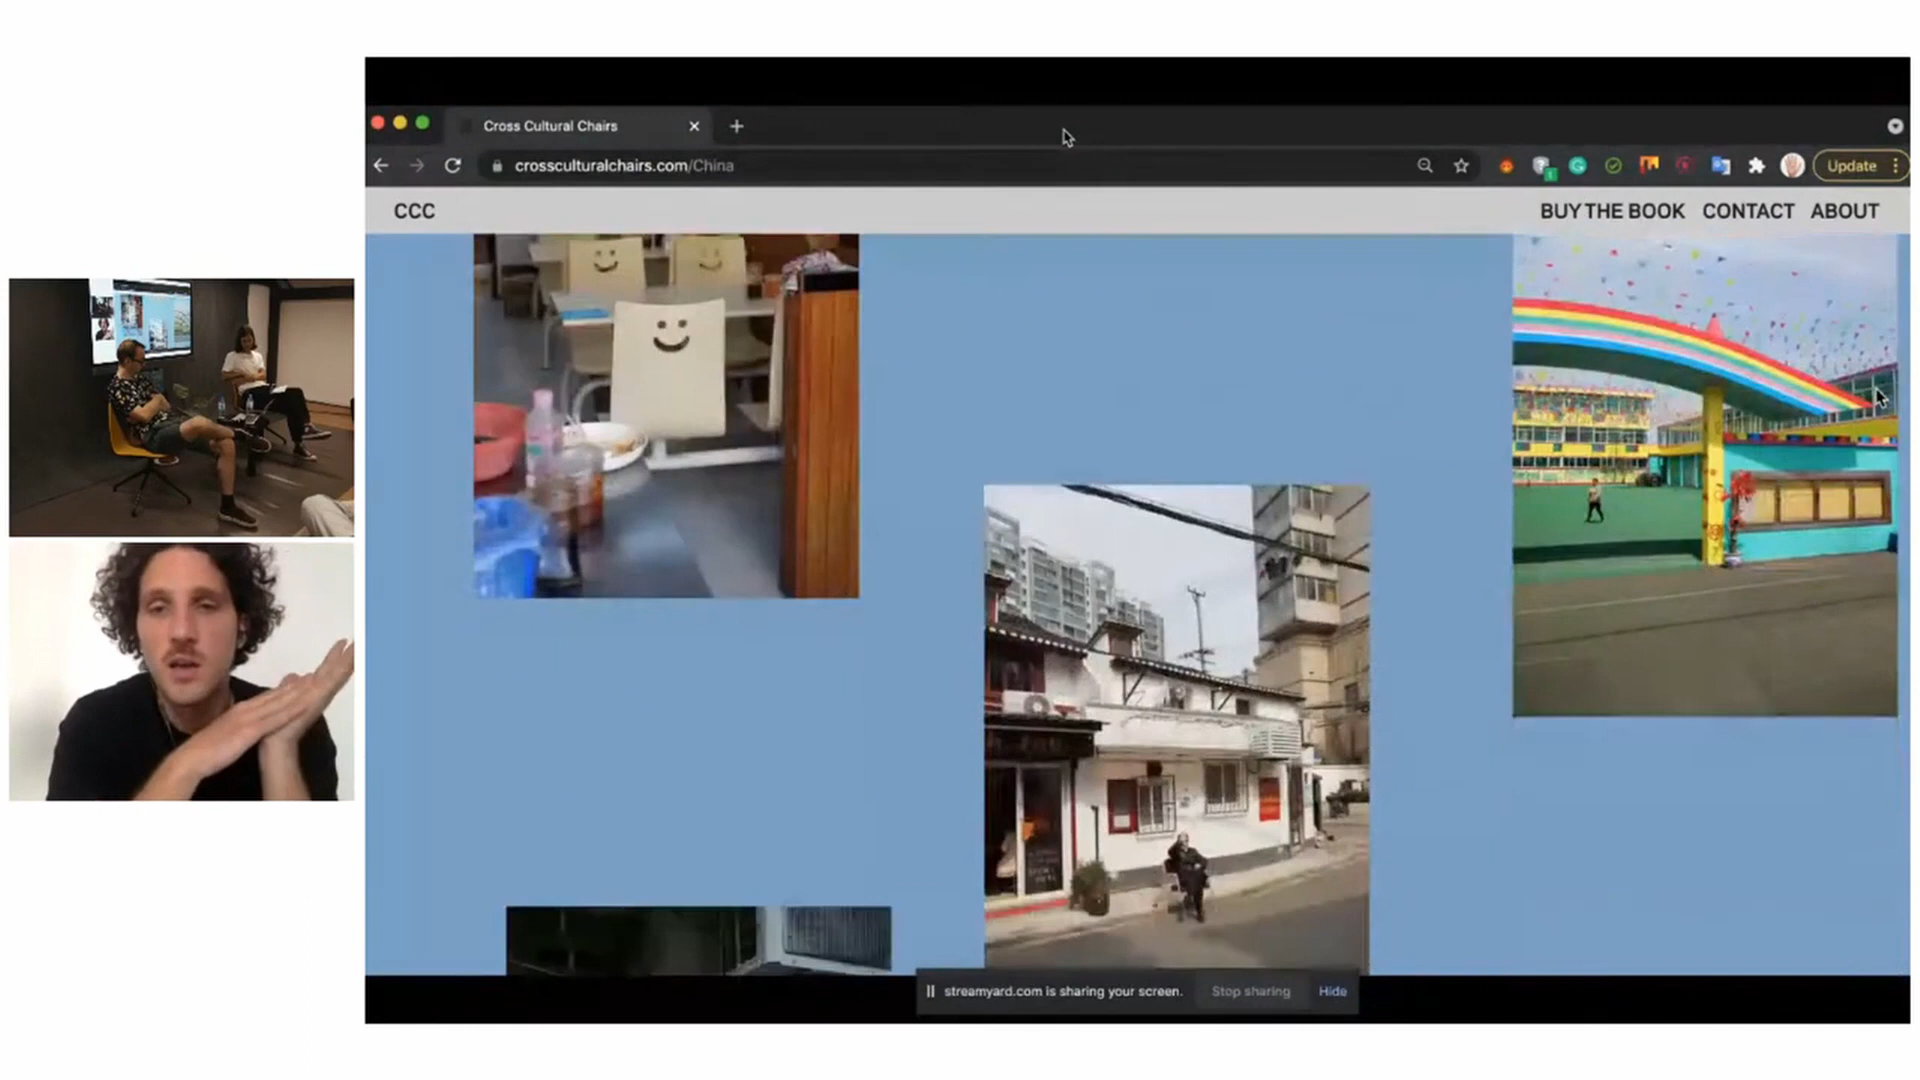 Cross Cultural Chairs
crossculturalchairs.com/China
Update
CCC
BUY THE BOOK CONTACT ABOUT
streamyard.com is sharing your screen. Stop sharing Hide